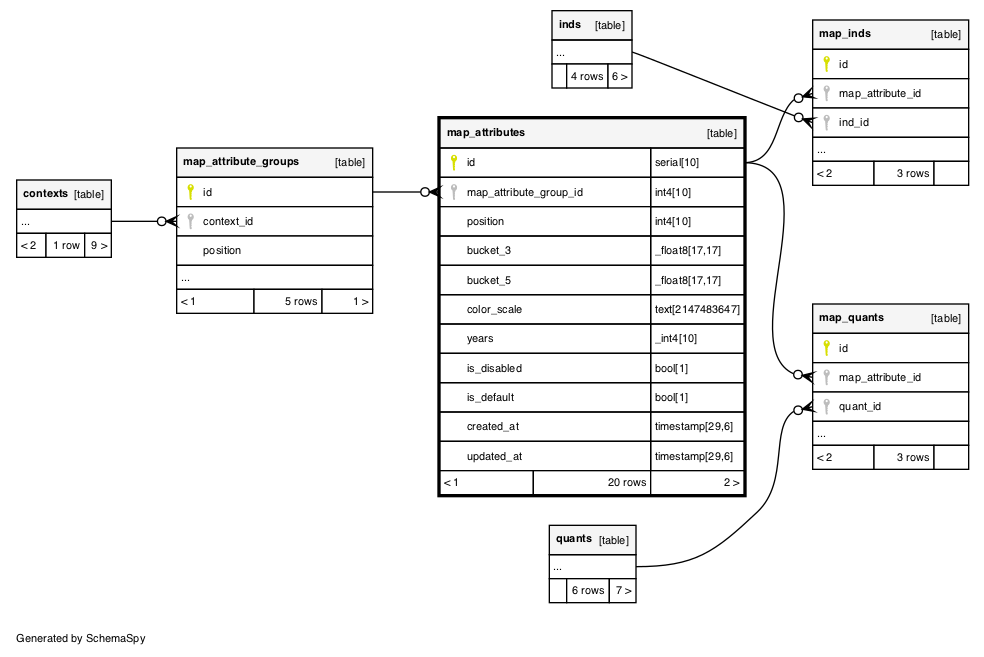 inds [table]
...
4 rows 6 >
map_inds [table]
id
map_attribute_id
ind_id
...
< 2 3 rows
map_attributes [table]
id serial[10]
map_attribute_group_id int4[10]
position int4[10]
bucket_3 _float8[17,17]
bucket_5 _float8[17,17]
color_scale text[2147483647]
years _int4[10]
is_disabled bool[1]
is_default bool[1]
created_at timestamp[29,6]
updated_at timestamp[29,6]
< 1 20 rows 2 >
map_attribute_groups [table]
id
context_id
position
...
< 1 5 rows 1 >
contexts [table]
...
< 2 1 row 9 >
map_quants [table]
id
map_attribute_id
quant_id
...
< 2 3 rows
quants [table]
...
6 rows 7 >
Generated by SchemaSpy